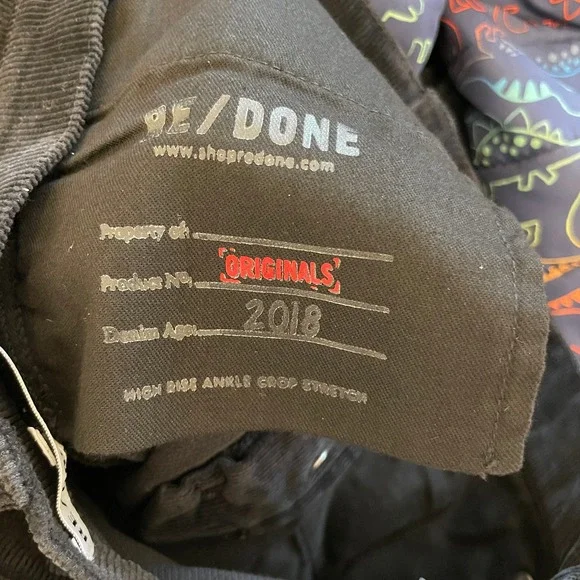 RE/DONE
www.shopredone.com
Property of:
Product Nº:
ORIGINALS
Denim Age:
2018
HIGH RISE ANKLE CROP STRETCH